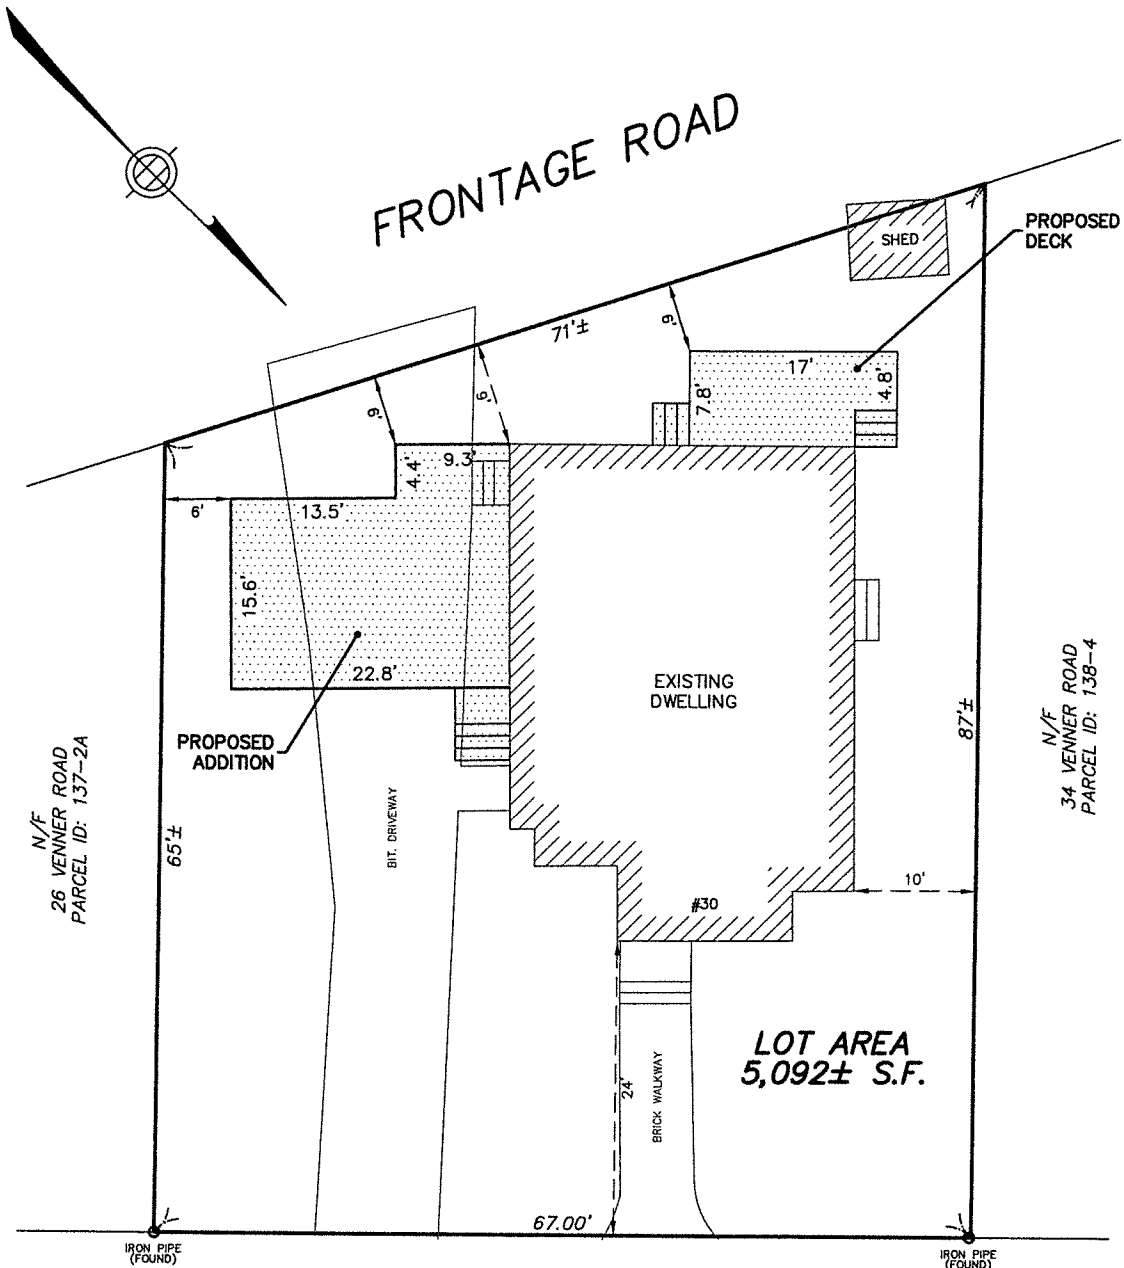 FRONTAGE ROAD
PROPOSED
DECK
SHED
71'±
6'
17'
7.8'
4.8'
9'
6'
9.3'
4.4'
6'
13.5'
15.6'
22.8'
EXISTING
DWELLING
PROPOSED
ADDITION
N/F
26 VENNER ROAD
PARCEL ID: 137-2A
65'±
BIT. DRIVEWAY
87'±
N/F
34 VENNER ROAD
PARCEL ID: 138-4
10'
#30
LOT AREA
5,092± S.F.
24'
BRICK WALKWAY
67.00'
IRON PIPE
(FOUND)
IRON PIPE
(FOUND)